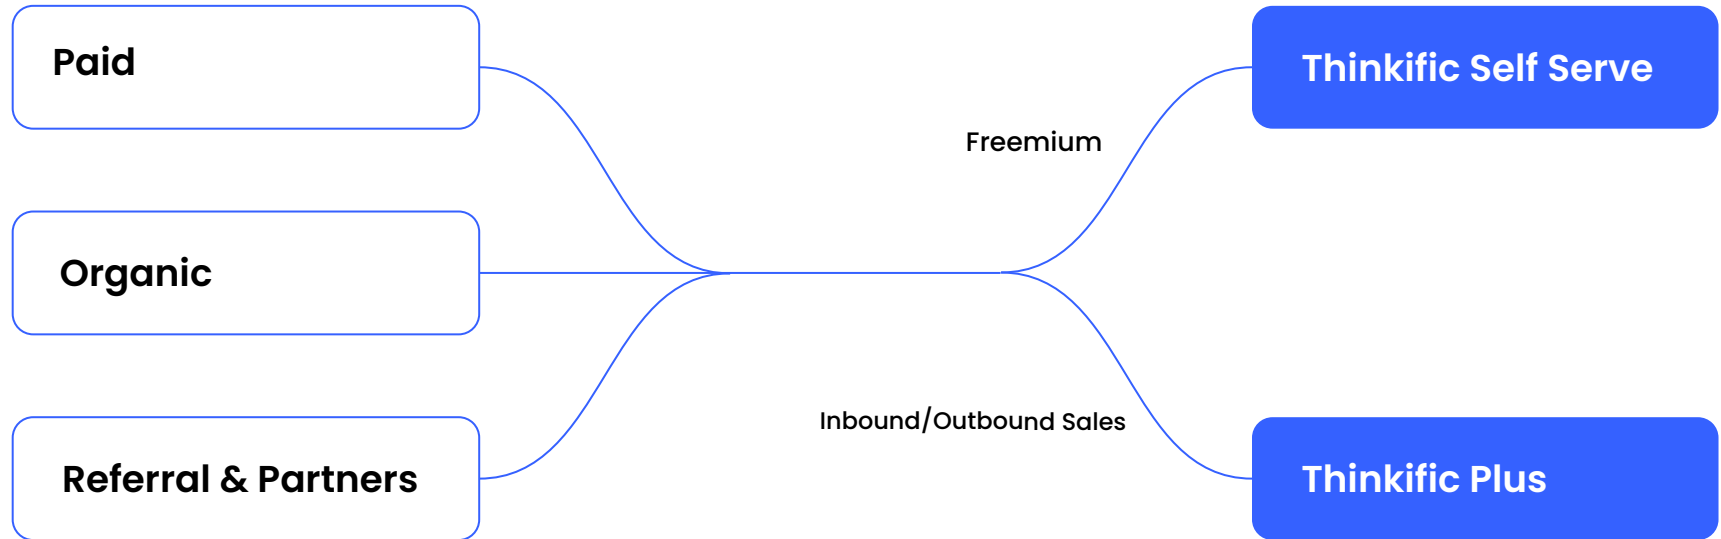 Paid
Thinkific Self Serve
Freemium
Organic
Inbound/Outbound Sales
Referral & Partners
Thinkific Plus